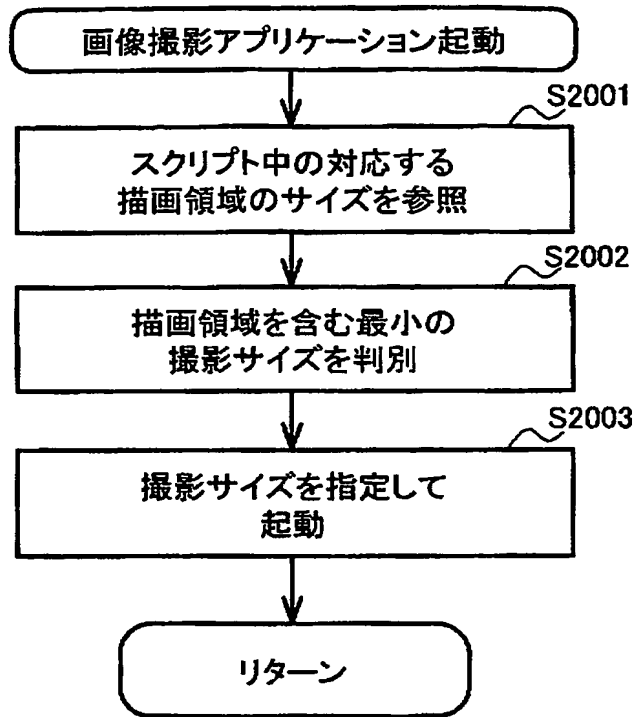 画像撮影アプリケーション起動
S2001
スクリプト中の対応する
描画領域のサイズを参照
S2002
描画領域を含む最小の
撮影サイズを判別
S2003
撮影サイズを指定して
起動
リターン